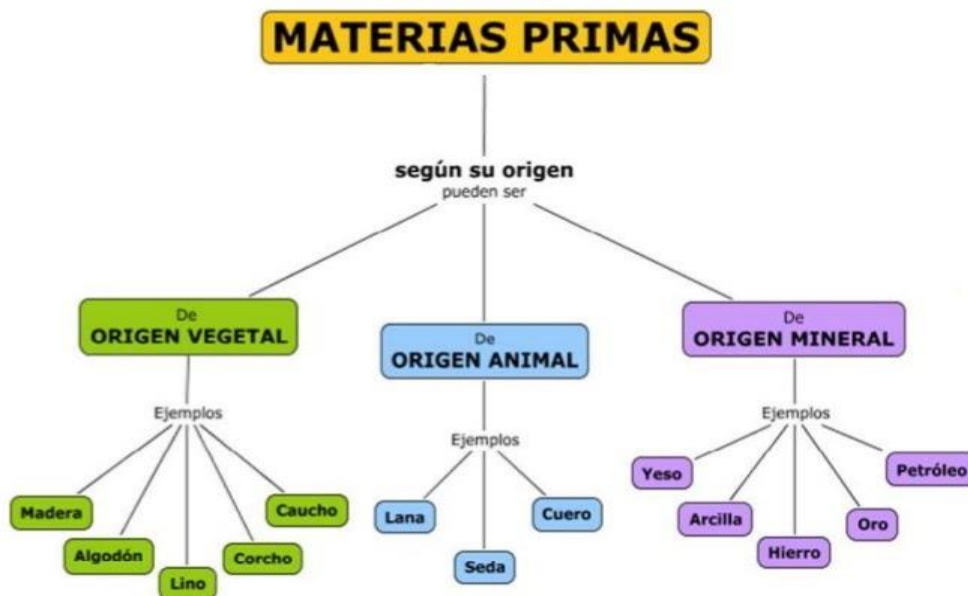 MATERIAS PRIMAS
según su origen
pueden ser
De
ORIGEN VEGETAL
Ejemplos
Madera
Algodón
Lino
Corcho
Caucho
De
ORIGEN ANIMAL
Ejemplos
Lana
Seda
Cuero
De
ORIGEN MINERAL
Ejemplos
Yeso
Arcilla
Hierro
Oro
Petróleo